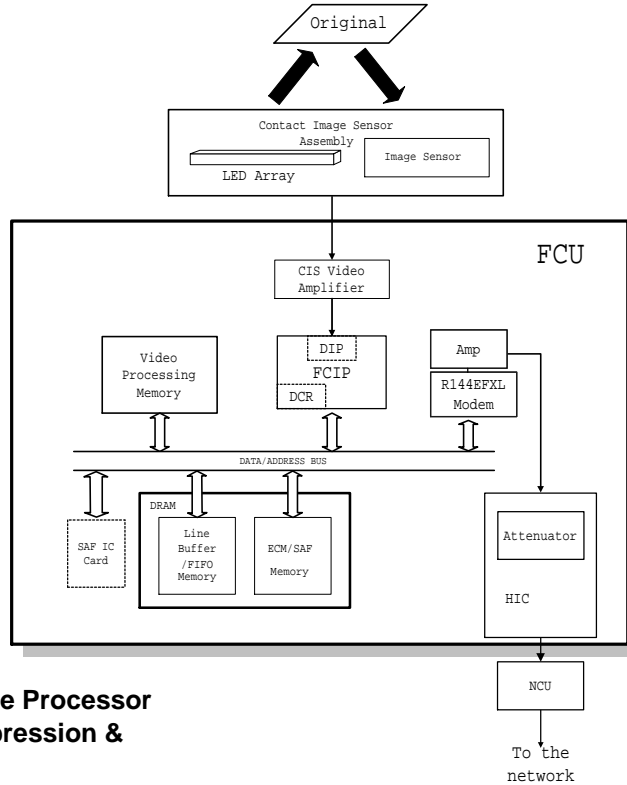 Original
Contact Image Sensor
Assembly
Image Sensor
LED Array
FCU
CIS Video
Amplifier
DIP
FCIP
DCR
Video
Processing
Memory
Amp
R144EFXL
Modem
DATA/ADDRESS BUS
DRAM
SAF IC
Card
Line
Buffer
/FIFO
Memory
ECM/SAF
Memory
Attenuator
HIC
NCU
To the
network
e Processor
pression &